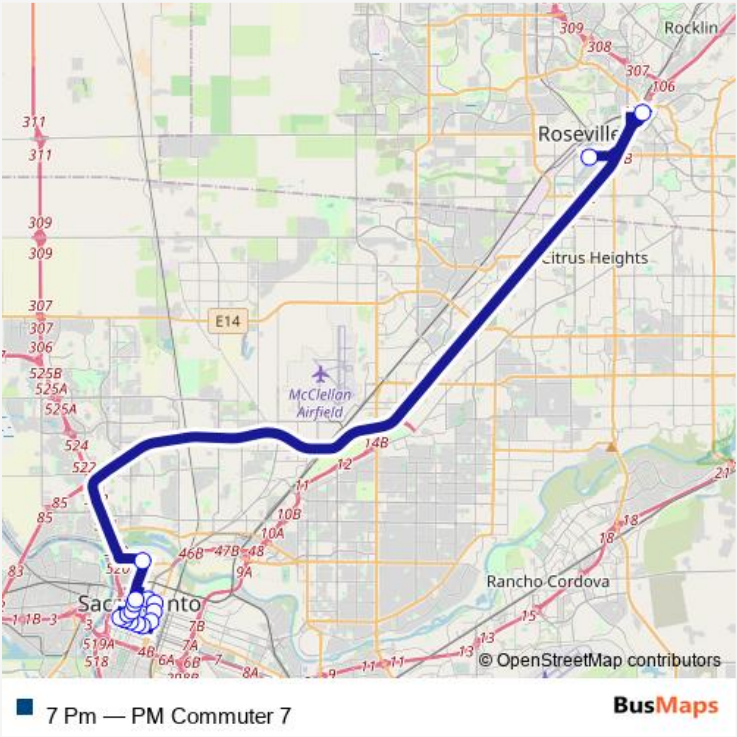 309
308
Rocklin
307
106
311
311
Roseville
B
309
309
Citrus Heights
307
307
306
E14
525B
525A
525A
McClellan
Airfield
524
14B
522
12
21
11
85
85
10B
18
10A
18
46B
47B
48
83
9A
Rancho Cordova
Sacramento
1
1B
3
3
15
7B
13
13
519A
7A
518
4B
6A
6B
7
8A
9
11
11
© OpenStreetMap contributors
7 Pm — PM Commuter 7
BusMaps